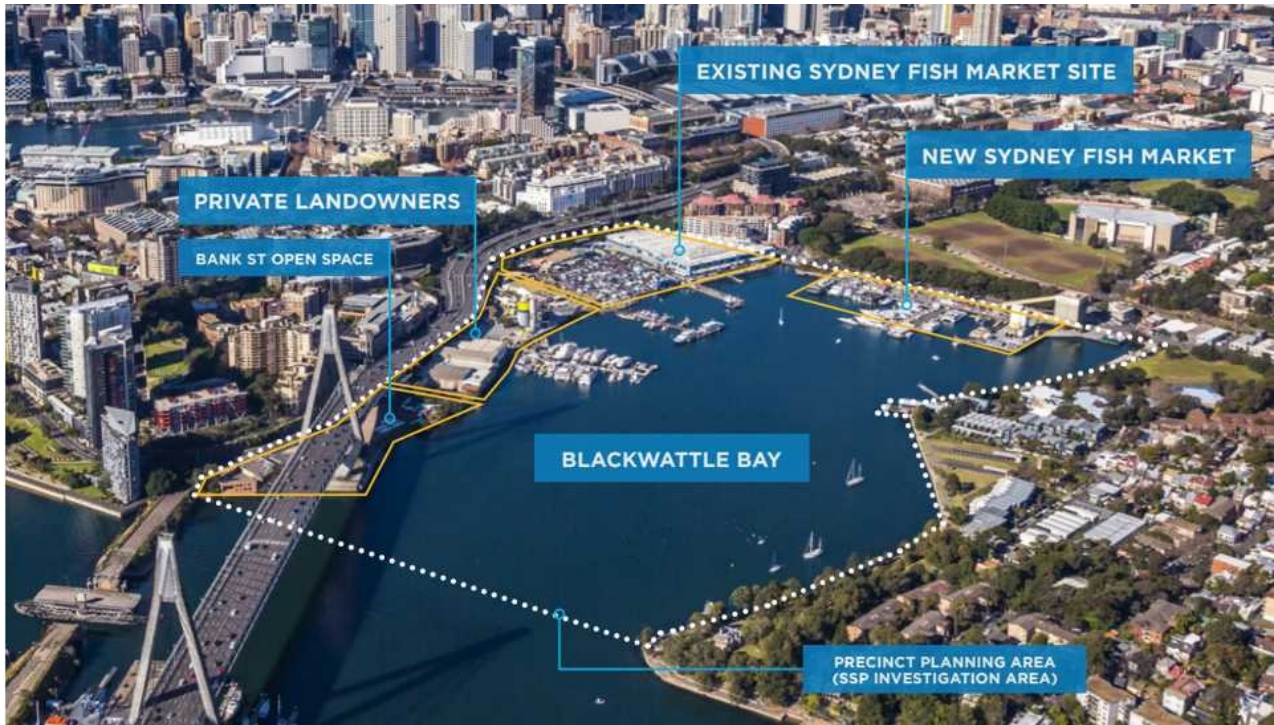 EXISTING SYDNEY FISH MARKET SITE
NEW SYDNEY FISH MARKET
PRIVATE LANDOWNERS
BANK ST OPEN SPACE
BLACKWATTLE BAY
PRECINCT PLANNING AREA
(SSP INVESTIGATION AREA)